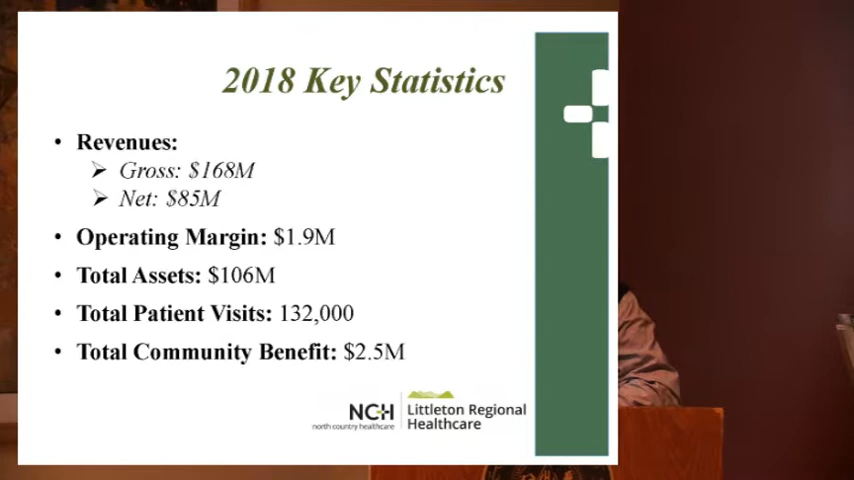 2018 Key Statistics
• Revenues:
➢ Gross: $168M
➢ Net: $85M
• Operating Margin: $1.9M
• Total Assets: $106M
• Total Patient Visits: 132,000
• Total Community Benefit: $2.5M
NCH
north country healthcare
Littleton Regional
Healthcare